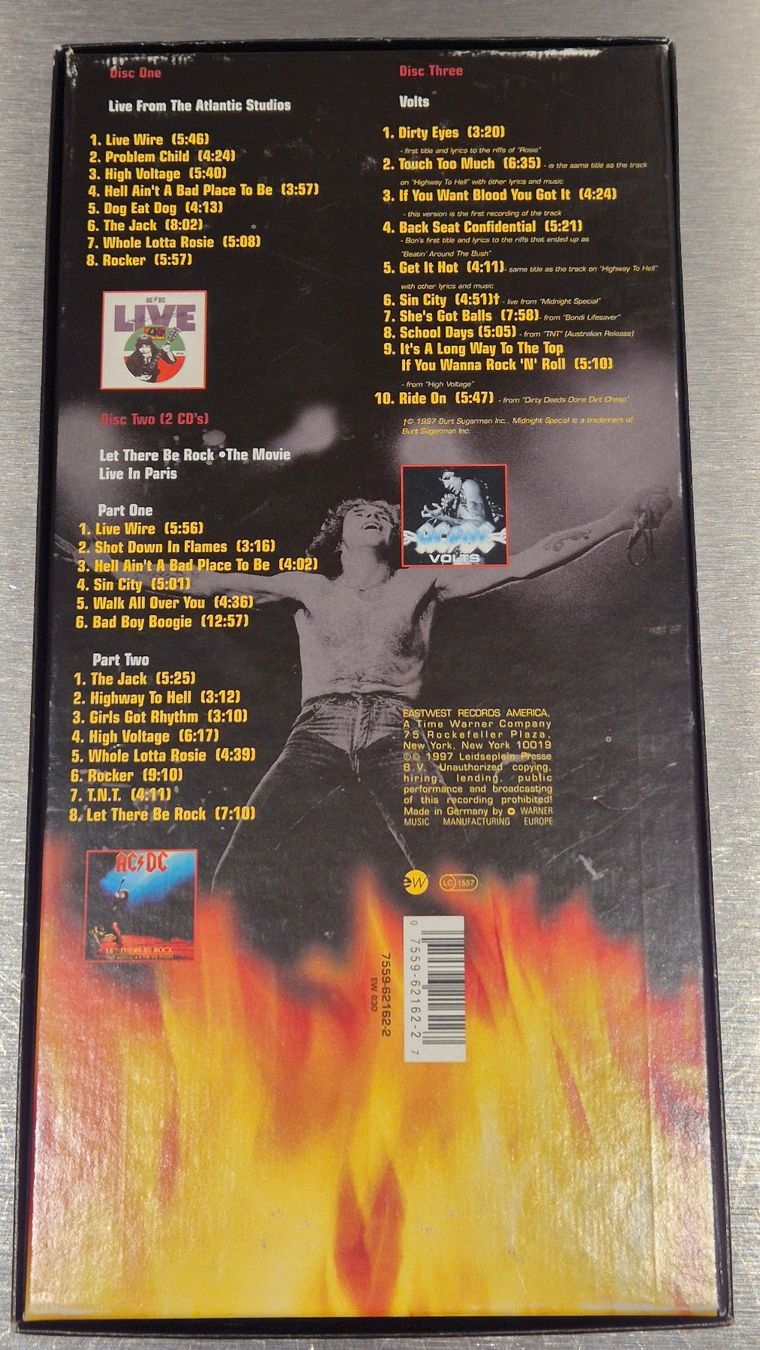 Disc One
Live From The Atlantic Studios
1. Live Wire (5:46)
2. Problem Child (4:24)
3. High Voltage (5:40)
4. Hell Ain't A Bad Place To Be (3:57)
5. Dog Eat Dog (4:13)
6. The Jack (8:02)
7. Whole Lotta Rosie (5:08)
8. Rocker (5:57)
AC/DC
LIVE
Disc Two (2 CD's)
Let There Be Rock •The Movie
Live In Paris
Part One
1. Live Wire (5:56)
2. Shot Down In Flames (3:16)
3. Hell Ain't A Bad Place To Be (4:02)
4. Sin City (5:01)
5. Walk All Over You (4:36)
6. Bad Boy Boogie (12:57)
Part Two
1. The Jack (5:25)
2. Highway To Hell (3:12)
3. Girls Got Rhythm (3:10)
4. High Voltage (6:17)
5. Whole Lotta Rosie (4:39)
6. Rocker (9:10)
7. T.N.T. (4:11)
8. Let There Be Rock (7:10)
AC/DC
LET THERE BE ROCK
Disc Three
Volts
1. Dirty Eyes (3:20)
- first title and lyrics to the riffs of "Rosie"
2. Touch Too Much (6:35) - is the same title as the track
on "Highway To Hell" with other lyrics and music
3. If You Want Blood You Got It (4:24)
- this version is the first recording of the track
4. Back Seat Confidential (5:21)
- Bon's first title and lyrics to the riffs that ended up as
"Beatin' Around The Bush"
5. Get It Hot (4:11) - same title as the track on "Highway To Hell"
with other lyrics and music
6. Sin City (4:51)† - live from "Midnight Special"
7. She's Got Balls (7:58) - from "Bondi Lifesaver"
8. School Days (5:05) - from "TNT" (Australian Release)
9. It's A Long Way To The Top
If You Wanna Rock 'N' Roll (5:10)
- from "High Voltage"
10. Ride On (5:47) - from "Dirty Deeds Done Dirt Cheap"
†© 1997 Burt Sugarman Inc., Midnight Special is a trademark of
Burt Sugarman Inc.
AC/DC
VOLTS
EASTWEST RECORDS AMERICA,
A Time Warner Company
75 Rockefeller Plaza,
New York, New York 10019
℗© 1997 Leidseplein Presse
B.V. Unauthorized copying,
hiring, lending, public
performance and broadcasting
of this recording prohibited!
Made in Germany by WARNER
MUSIC MANUFACTURING EUROPE
ew
LC 1557
7559-62162-2
EW 830
0 7559-62162-2 7